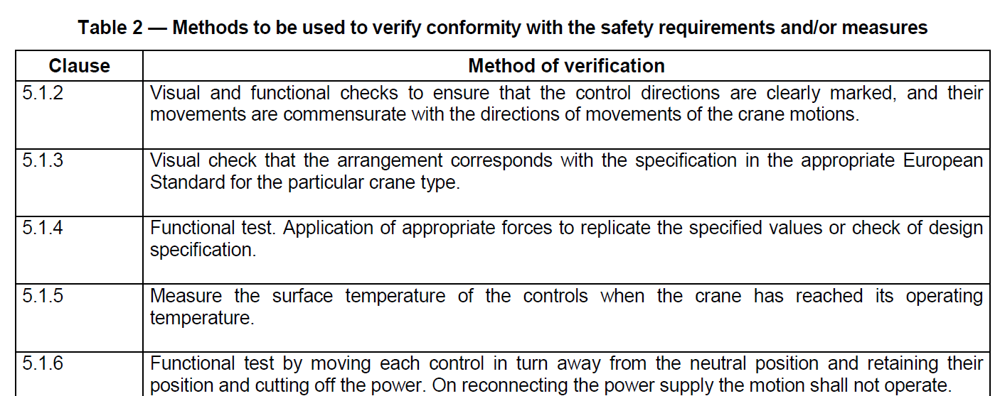 Table 2 — Methods to be used to verify conformity with the safety requirements and/or measures
Clause
Method of verification
5.1.2
Visual and functional checks to ensure that the control directions are clearly marked, and their
movements are commensurate with the directions of movements of the crane motions.
5.1.3
Visual check that the arrangement corresponds with the specification in the appropriate European
Standard for the particular crane type.
5.1.4
Functional test. Application of appropriate forces to replicate the specified values or check of design
specification.
5.1.5
Measure the surface temperature of the controls when the crane has reached its operating
temperature.
5.1.6
Functional test by moving each control in turn away from the neutral position and retaining their
position and cutting off the power. On reconnecting the power supply the motion shall not operate.